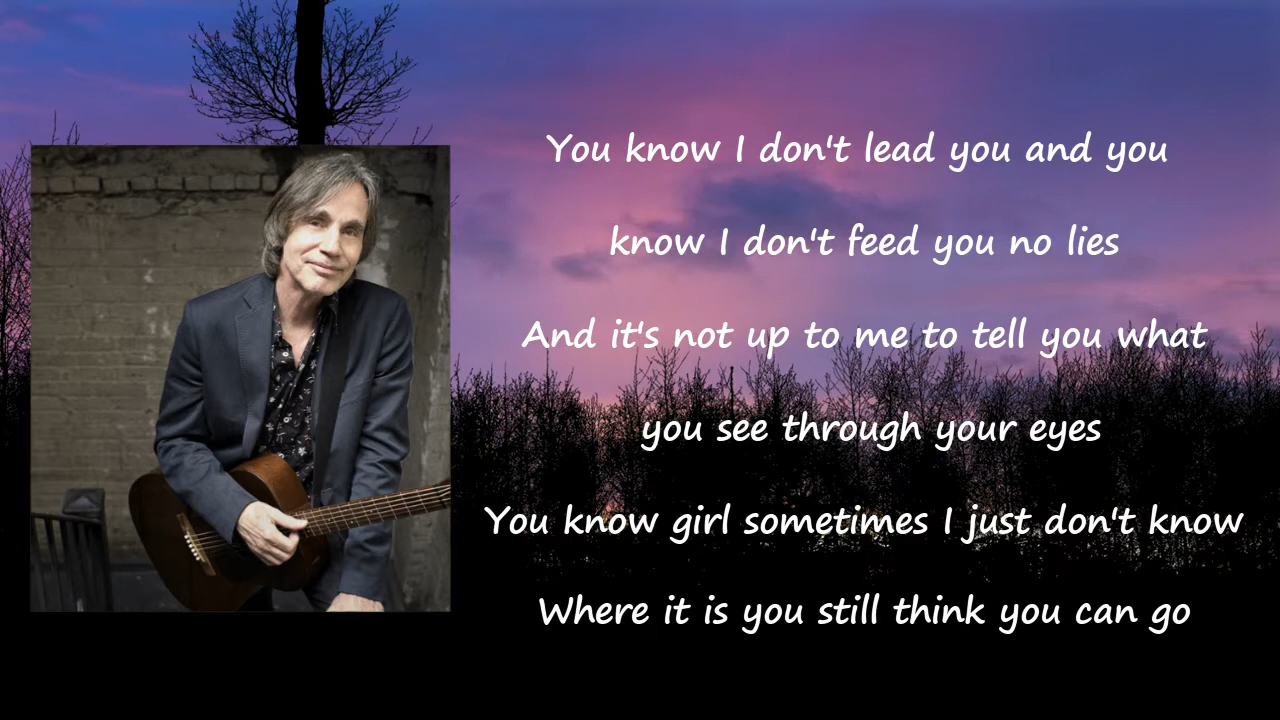 You know I don't lead you and you
know I don't feed you no lies
And it's not up to me to tell you what
you see through your eyes
You know girl sometimes I just don't know
Where it is you still think you can go